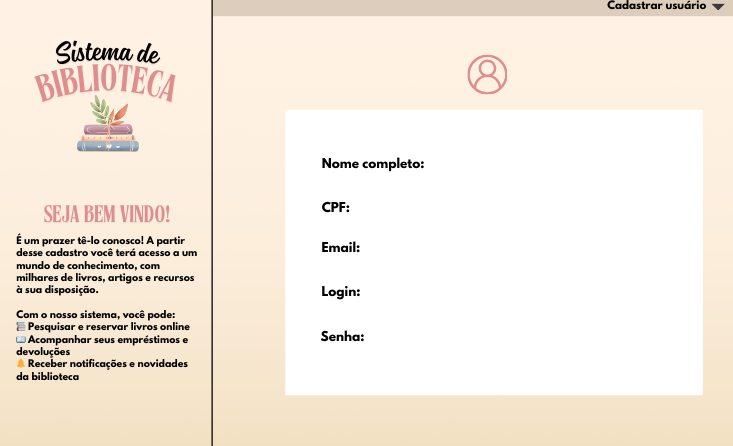 Cadastrar usuário
Sistema de
BIBLIOTECA
SEJA BEM VINDO!
É um prazer tê-lo conosco! A partir
desse cadastro você terá acesso a um
mundo de conhecimento, com
milhares de livros, artigos e recursos
à sua disposição.
Com o nosso sistema, você pode:
📚 Pesquisar e reservar livros online
📖 Acompanhar seus empréstimos e
devoluções
🔔 Receber notificações e novidades
da biblioteca
Nome completo:
CPF:
Email:
Login:
Senha: